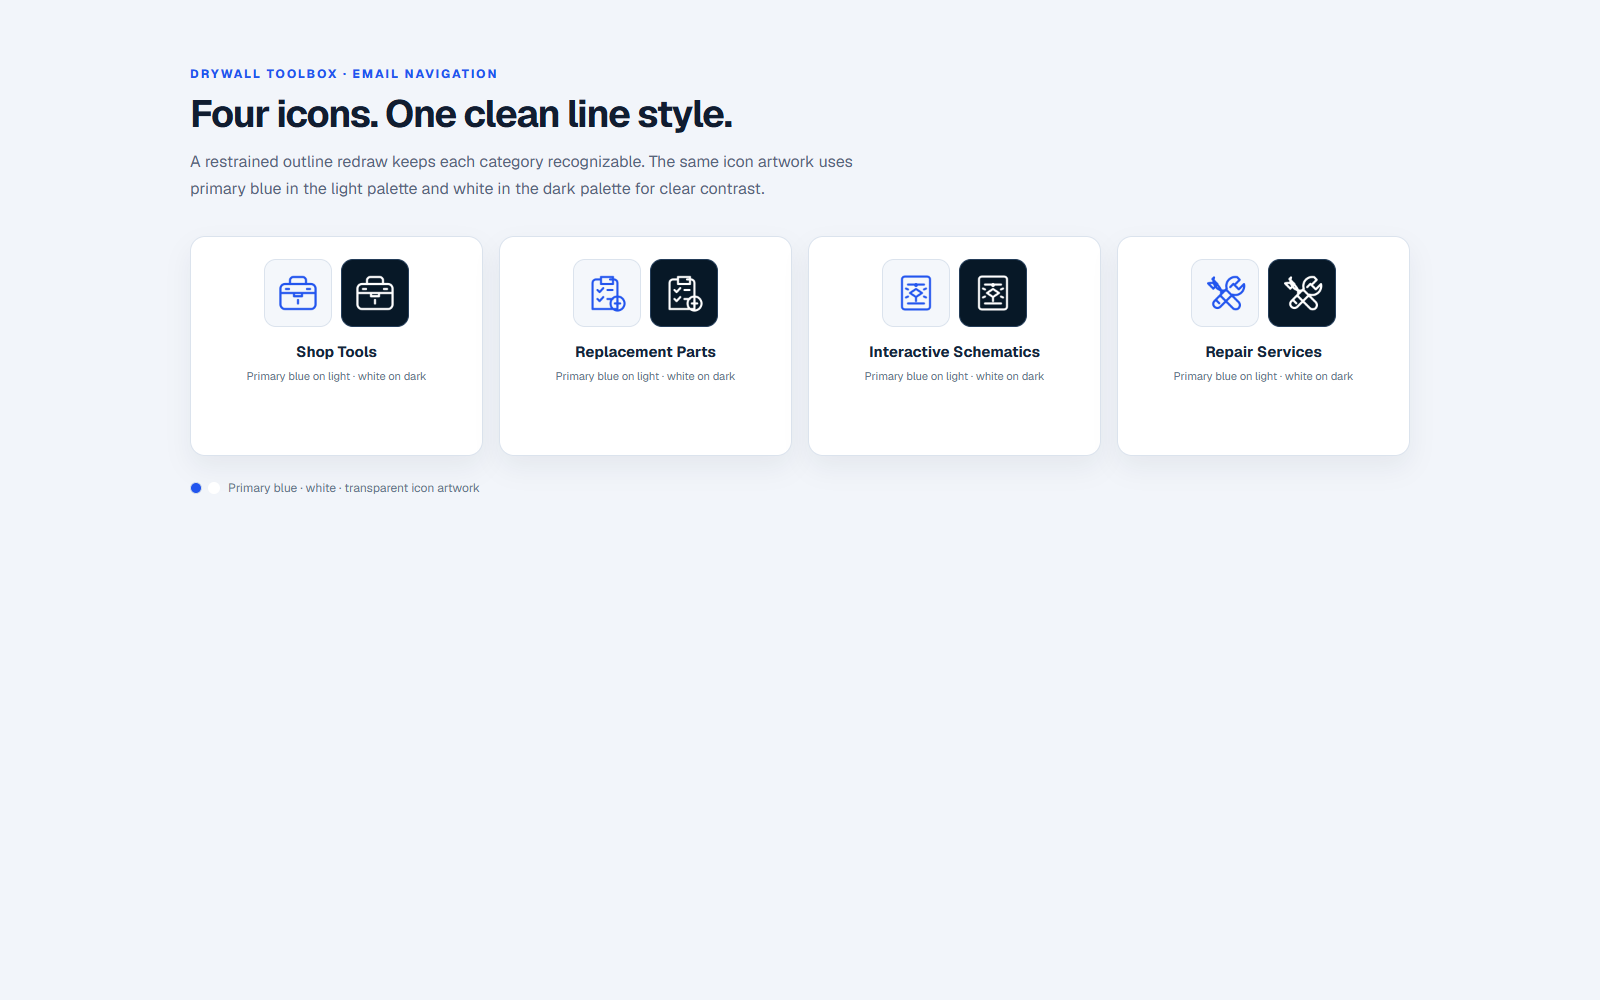 DRYWALL TOOLBOX · EMAIL NAVIGATION
Four icons. One clean line style.
A restrained outline redraw keeps each category recognizable. The same icon artwork uses
primary blue in the light palette and white in the dark palette for clear contrast.
Shop Tools
Primary blue on light · white on dark
Replacement Parts
Primary blue on light · white on dark
Interactive Schematics
Primary blue on light · white on dark
Repair Services
Primary blue on light · white on dark
Primary blue · white · transparent icon artwork